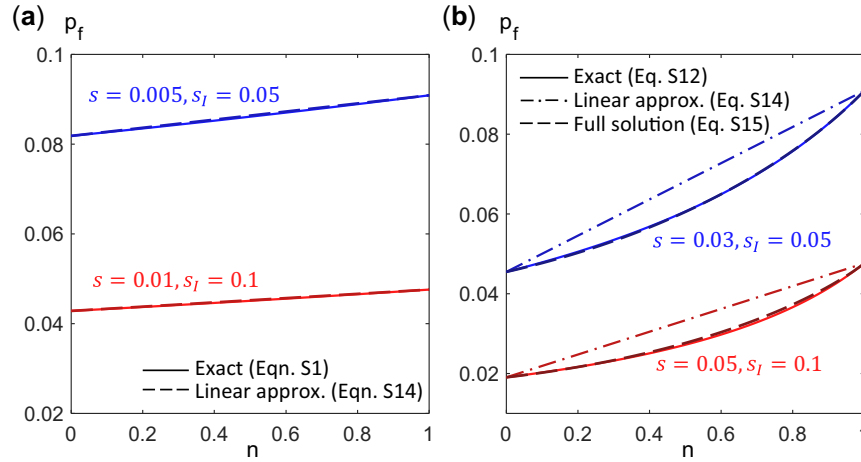 (a)
p_f
0.1
0.08
0.06
0.04
0.02
s = 0.005, s_I = 0.05
s = 0.01, s_I = 0.1
Exact (Eqn. S1)
Linear approx. (Eqn. S14)
0 0.2 0.4 0.6 0.8 1
n
(b)
p_f
0.1
0.08
0.06
0.04
0.02
Exact (Eq. S12)
Linear approx. (Eq. S14)
Full solution (Eq. S15)
s = 0.03, s_I = 0.05
s = 0.05, s_I = 0.1
0 0.2 0.4 0.6 0.8 1
n